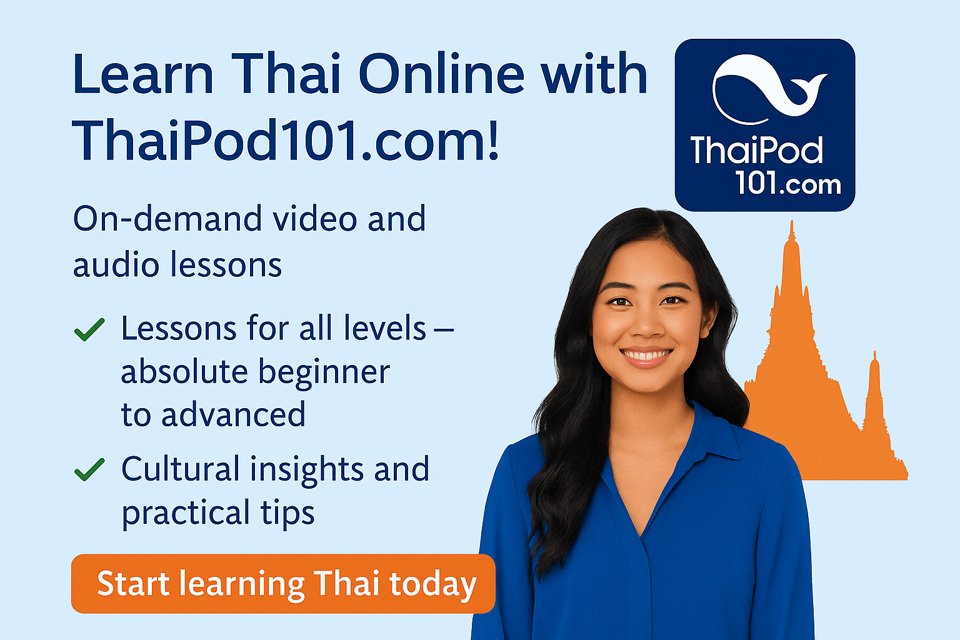 Learn Thai Online with
ThaiPod101.com!
ThaiPod
101.com
On-demand video and
audio lessons
Lessons for all levels –
absolute beginner
to advanced
Cultural insights and
practical tips
Start learning Thai today